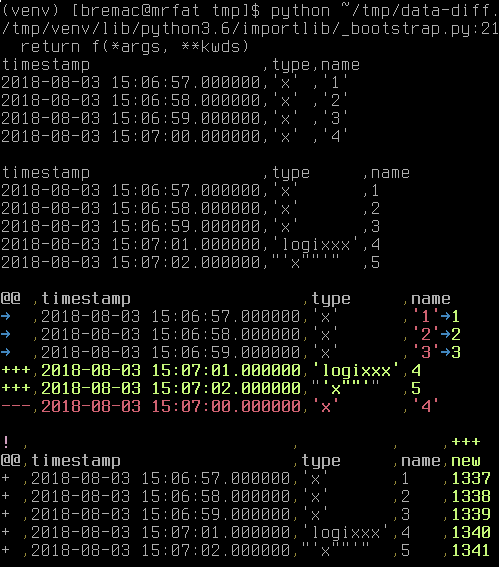 (venv) [bremac@mrfat tmp]$ python ~/tmp/data-diff.
/tmp/venv/lib/python3.6/importlib/_bootstrap.py:21
  return f(*args, **kwds)
timestamp                 ,type,name
2018-08-03 15:06:57.000000,'x' ,'1'
2018-08-03 15:06:58.000000,'x' ,'2'
2018-08-03 15:06:59.000000,'x' ,'3'
2018-08-03 15:07:00.000000,'x' ,'4'
timestamp                 ,type     ,name
2018-08-03 15:06:57.000000,'x'      ,1
2018-08-03 15:06:58.000000,'x'      ,2
2018-08-03 15:06:59.000000,'x'      ,3
2018-08-03 15:07:01.000000,'logixxx',4
2018-08-03 15:07:02.000000,"'x""'"  ,5
@@ ,timestamp                 ,type     ,name
→  ,2018-08-03 15:06:57.000000,'x'      ,'1'→1
→  ,2018-08-03 15:06:58.000000,'x'      ,'2'→2
→  ,2018-08-03 15:06:59.000000,'x'      ,'3'→3
+++,2018-08-03 15:07:01.000000,'logixxx',4
+++,2018-08-03 15:07:02.000000,"'x""'"  ,5
---,2018-08-03 15:07:00.000000,'x'      ,'4'
! ,                          ,         ,    ,+++
@@,timestamp                 ,type     ,name,new
+ ,2018-08-03 15:06:57.000000,'x'      ,1   ,1337
+ ,2018-08-03 15:06:58.000000,'x'      ,2   ,1338
+ ,2018-08-03 15:06:59.000000,'x'      ,3   ,1339
+ ,2018-08-03 15:07:01.000000,'logixxx',4   ,1340
+ ,2018-08-03 15:07:02.000000,"'x""'"  ,5   ,1341